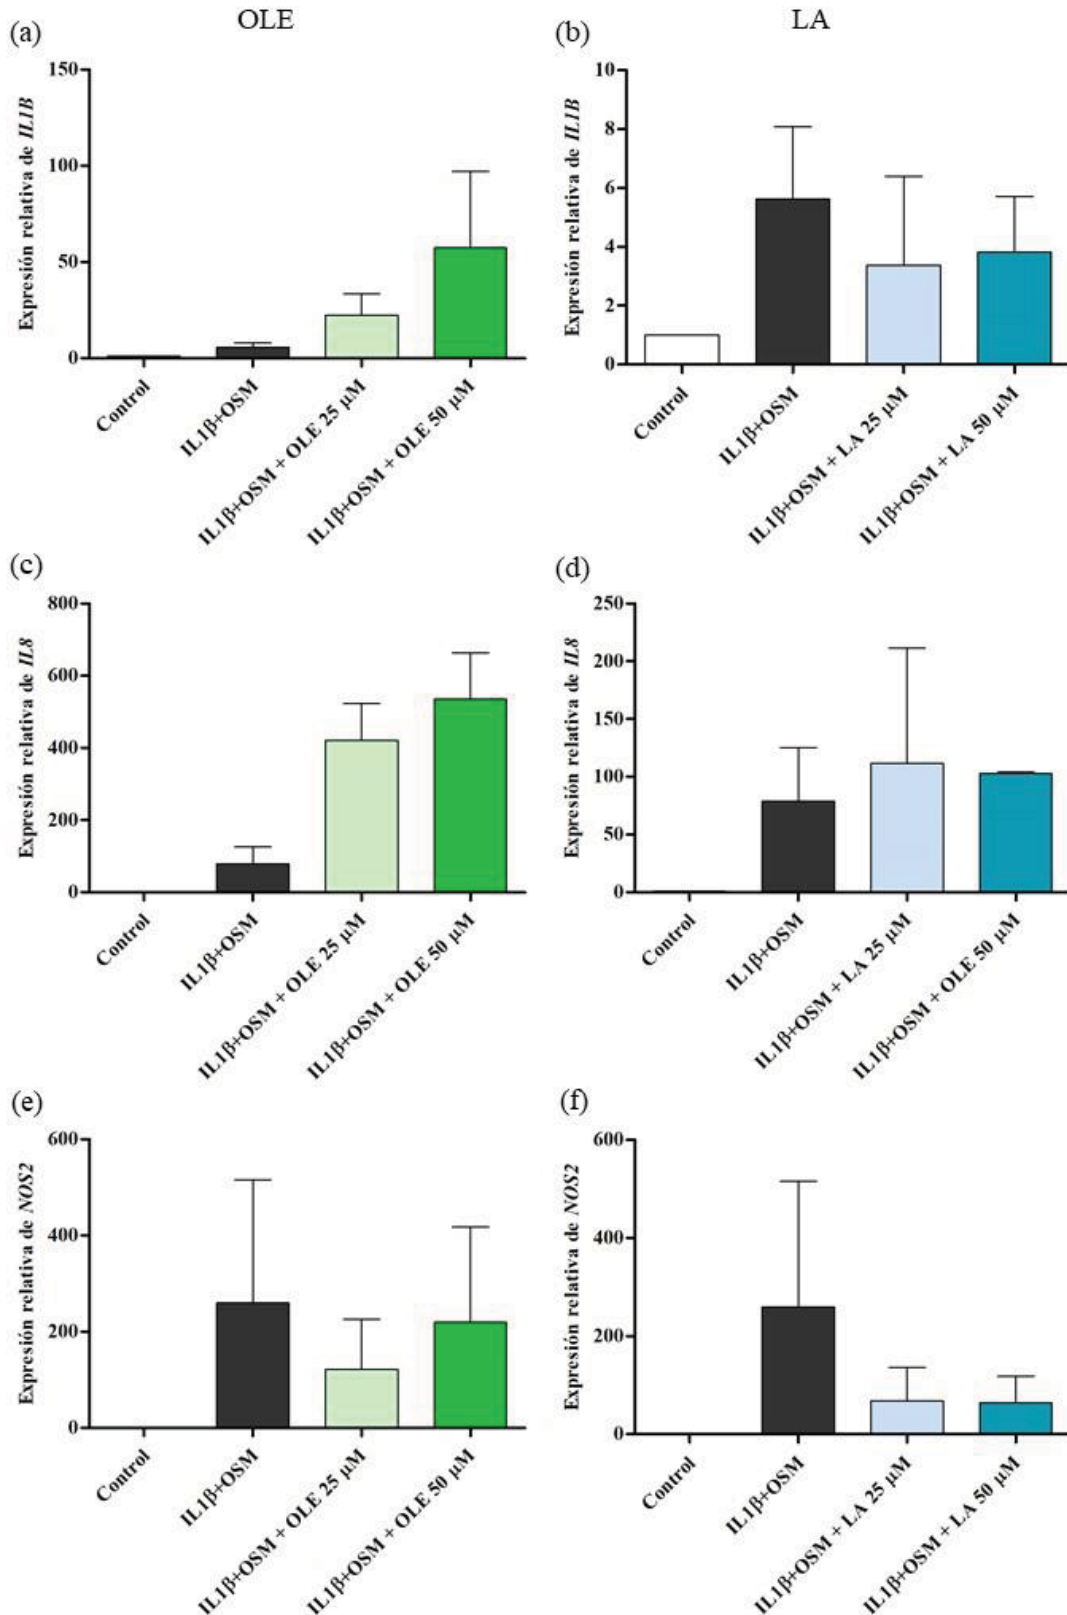 OLE
LA
(a)
Expresión relativa de IL1B
150
100
50
0
Control
IL1β+OSM
IL1β+OSM + OLE 25 µM
IL1β+OSM + OLE 50 µM
(b)
Expresión relativa de IL1B
10
8
6
4
2
0
Control
IL1β+OSM
IL1β+OSM + LA 25 µM
IL1β+OSM + LA 50 µM
(c)
Expresión relativa de IL8
800
600
400
200
0
Control
IL1β+OSM
IL1β+OSM + OLE 25 µM
IL1β+OSM + OLE 50 µM
(d)
Expresión relativa de IL8
250
200
150
100
50
0
Control
IL1β+OSM
IL1β+OSM + LA 25 µM
IL1β+OSM + OLE 50 µM
(e)
Expresión relativa de NOS2
600
400
200
0
Control
IL1β+OSM
IL1β+OSM + OLE 25 µM
IL1β+OSM + OLE 50 µM
(f)
Expresión relativa de NOS2
600
400
200
0
Control
IL1β+OSM
IL1β+OSM + LA 25 µM
IL1β+OSM + LA 50 µM